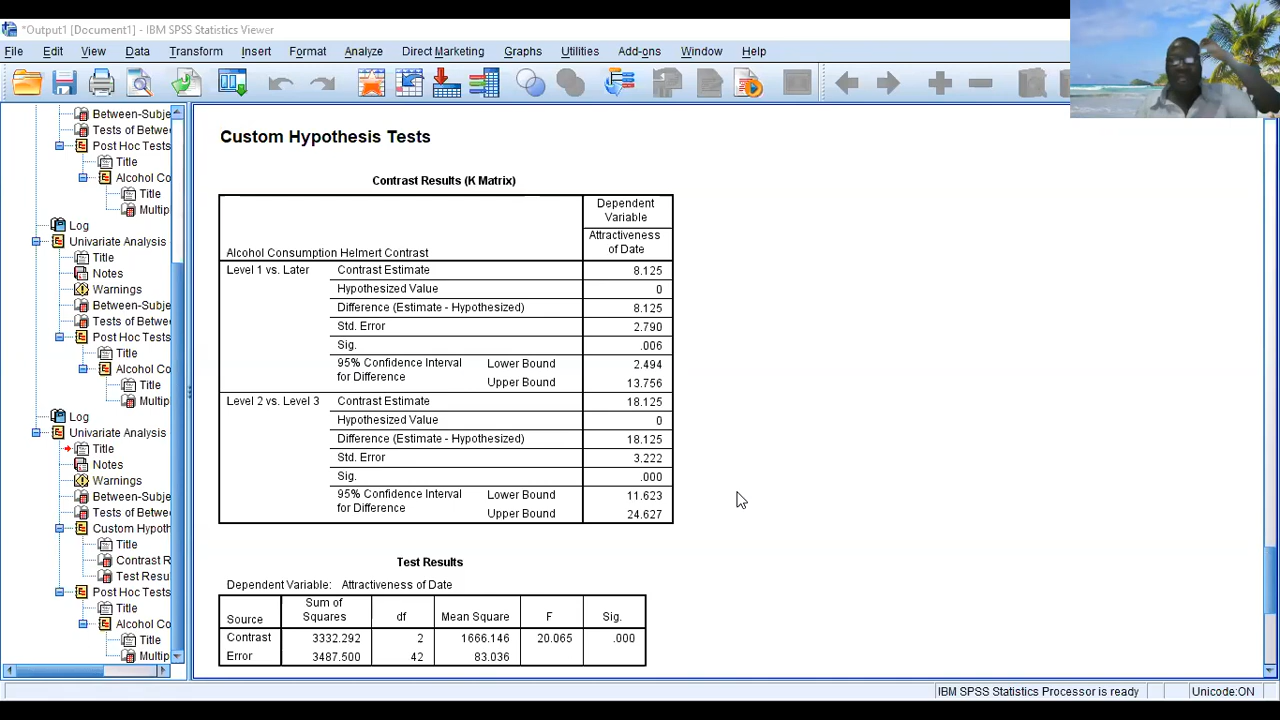 *Output1 [Document1] - IBM SPSS Statistics Viewer
File Edit View Data Transform Insert Format Analyze Direct Marketing Graphs Utilities Add-ons Window Help
Between-Subje
Tests of Betwe
Post Hoc Tests
Title
Alcohol Co
Title
Multip
Log
Univariate Analysis
Title
Notes
Warnings
Between-Subje
Tests of Betwe
Post Hoc Tests
Title
Alcohol Co
Title
Multip
Log
Univariate Analysis
Title
Notes
Warnings
Between-Subje
Tests of Betwe
Custom Hypoth
Title
Contrast R
Test Resu
Post Hoc Tests
Title
Alcohol Co
Title
Multip
Custom Hypothesis Tests
Contrast Results (K Matrix)
Dependent
Variable
Attractiveness
of Date
Alcohol Consumption Helmert Contrast
Level 1 vs. Later Contrast Estimate 8.125
Hypothesized Value 0
Difference (Estimate - Hypothesized) 8.125
Std. Error 2.790
Sig. .006
95% Confidence Interval Lower Bound 2.494
for Difference Upper Bound 13.756
Level 2 vs. Level 3 Contrast Estimate 18.125
Hypothesized Value 0
Difference (Estimate - Hypothesized) 18.125
Std. Error 3.222
Sig. .000
95% Confidence Interval Lower Bound 11.623
for Difference Upper Bound 24.627
Test Results
Dependent Variable: Attractiveness of Date
Source Sum of Squares df Mean Square F Sig.
Contrast 3332.292 2 1666.146 20.065 .000
Error 3487.500 42 83.036
IBM SPSS Statistics Processor is ready Unicode:ON